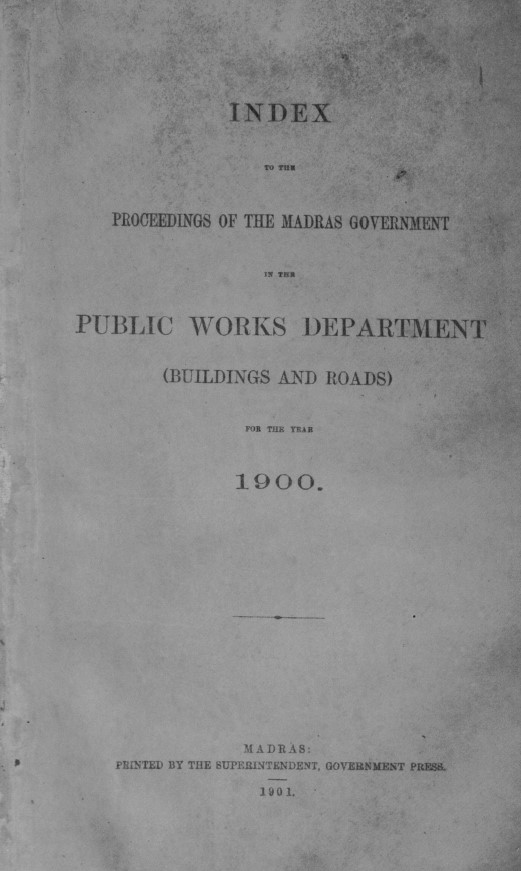 INDEX
TO THE
PROCEEDINGS OF THE MADRAS GOVERNMENT
IN THE
PUBLIC WORKS DEPARTMENT
(BUILDINGS AND ROADS)
FOR THE YEAR
1900.
MADRAS:
PRINTED BY THE SUPERINTENDENT, GOVERNMENT PRESS.
1901.